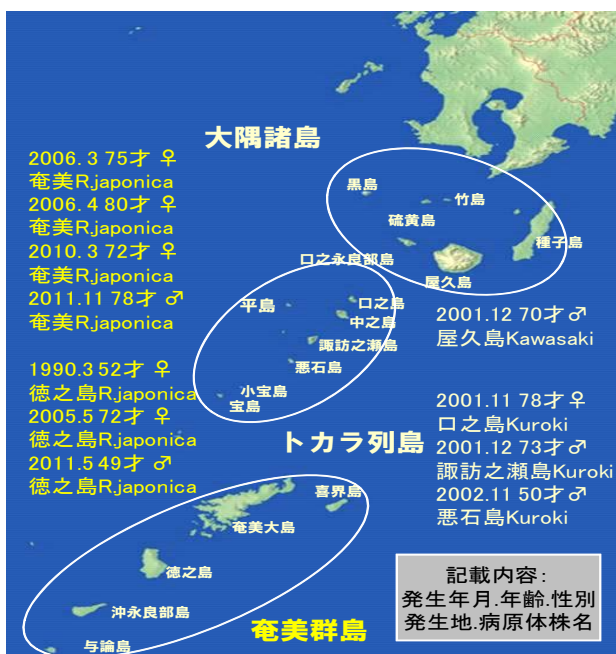 大隅諸島
2006.3 75才 ♀
奄美R.japonica
2006.4 80才 ♀
奄美R.japonica
2010.3 72才 ♀
奄美R.japonica
2011.11 78才 ♂
奄美R.japonica
黒島
竹島
硫黄島
種子島
口之永良部島
屋久島
2001.12 70才♂
屋久島Kawasaki
平島
口之島
中之島
諏訪之瀬島
悪石島
小宝島
宝島
トカラ列島
1990.3 52才 ♀
徳之島R.japonica
2005.5 72才 ♀
徳之島R.japonica
2011.5 49才 ♂
徳之島R.japonica
2001.11 78才♀
口之島Kuroki
2001.12 73才♂
諏訪之瀬島Kuroki
2002.11 50才♂
悪石島Kuroki
喜界島
奄美大島
徳之島
沖永良部島
与論島
奄美群島
記載内容:
発生年月.年齢.性別
発生地.病原体株名